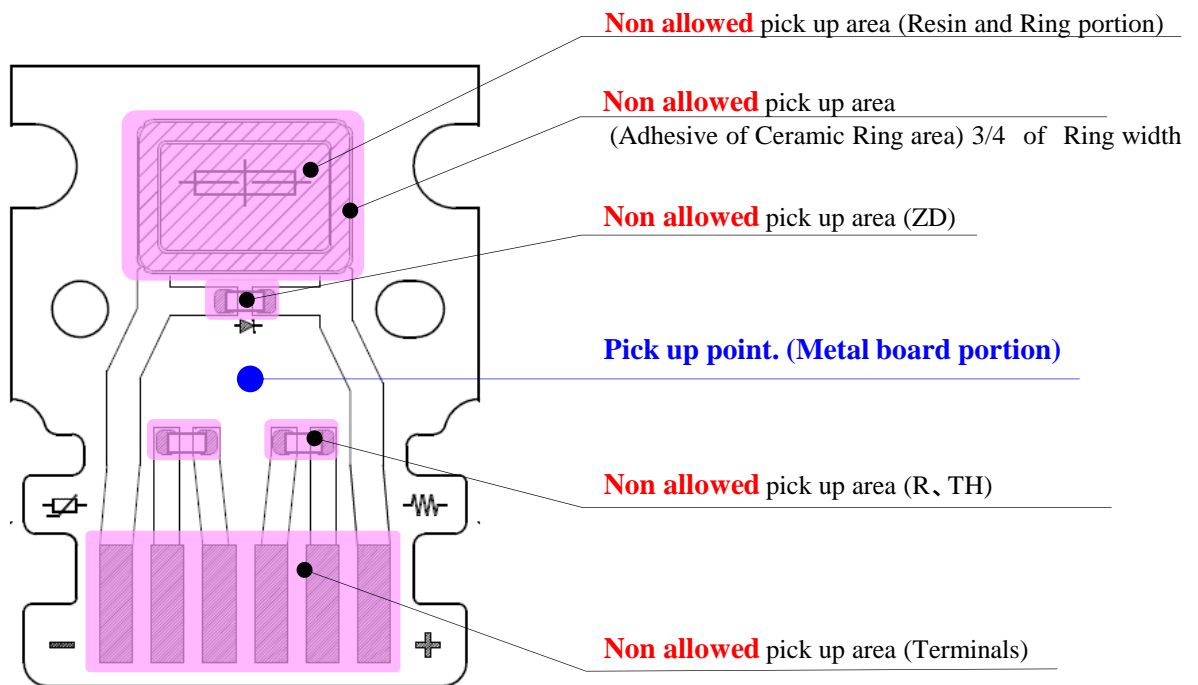 Non allowed pick up area (Resin and Ring portion)
Non allowed pick up area
(Adhesive of Ceramic Ring area) 3/4 of Ring width
Non allowed pick up area (ZD)
Pick up point. (Metal board portion)
Non allowed pick up area (R、TH)
Non allowed pick up area (Terminals)